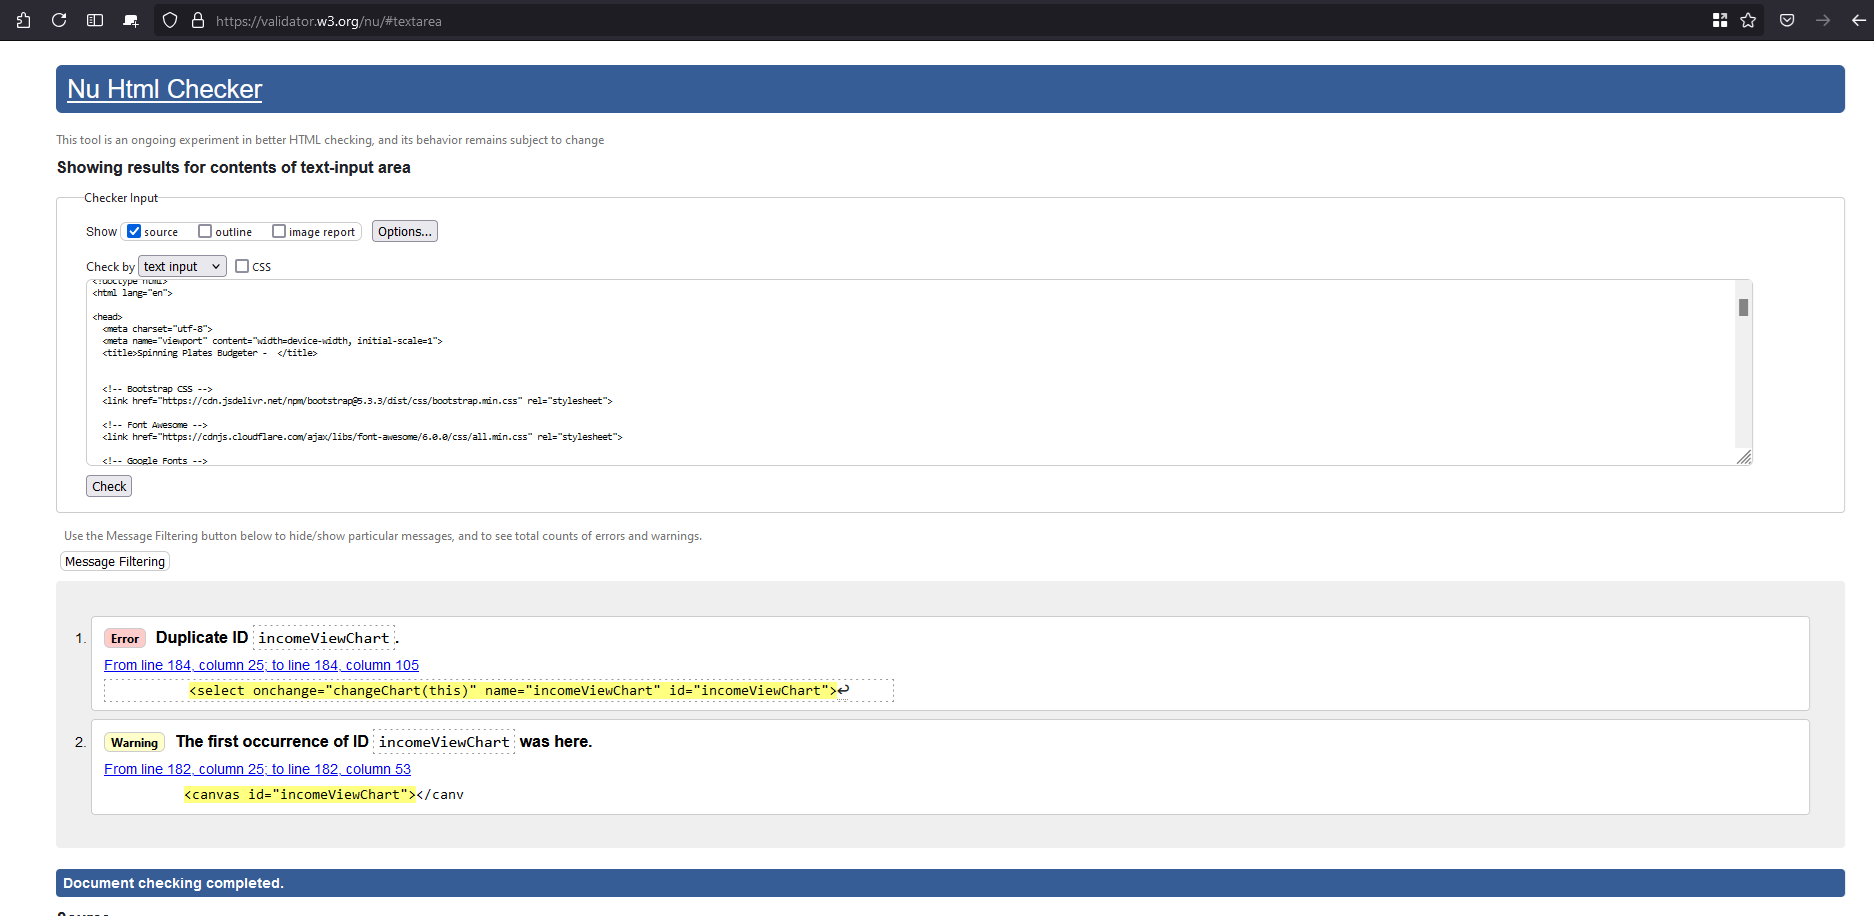 https://validator.w3.org/nu/#textarea
Nu Html Checker
This tool is an ongoing experiment in better HTML checking, and its behavior remains subject to change
Showing results for contents of text-input area
Checker Input
Show source outline image report Options...
Check by text input CSS
<!doctype html>
<html lang="en">
<head>
<meta charset="utf-8">
<meta name="viewport" content="width=device-width, initial-scale=1">
<title>Spinning Plates Budgeter -  </title>
<!-- Bootstrap CSS -->
<link href="https://cdn.jsdelivr.net/npm/bootstrap@5.3.3/dist/css/bootstrap.min.css" rel="stylesheet">
<!-- Font Awesome -->
<link href="https://cdnjs.cloudflare.com/ajax/libs/font-awesome/6.0.0/css/all.min.css" rel="stylesheet">
<!-- Google Fonts -->
Check
Use the Message Filtering button below to hide/show particular messages, and to see total counts of errors and warnings.
Message Filtering
1. Error Duplicate ID incomeViewChart.
From line 184, column 25; to line 184, column 105
<select onchange="changeChart(this)" name="incomeViewChart" id="incomeViewChart">↩
2. Warning The first occurrence of ID incomeViewChart was here.
From line 182, column 25; to line 182, column 53
<canvas id="incomeViewChart"></canv
Document checking completed.